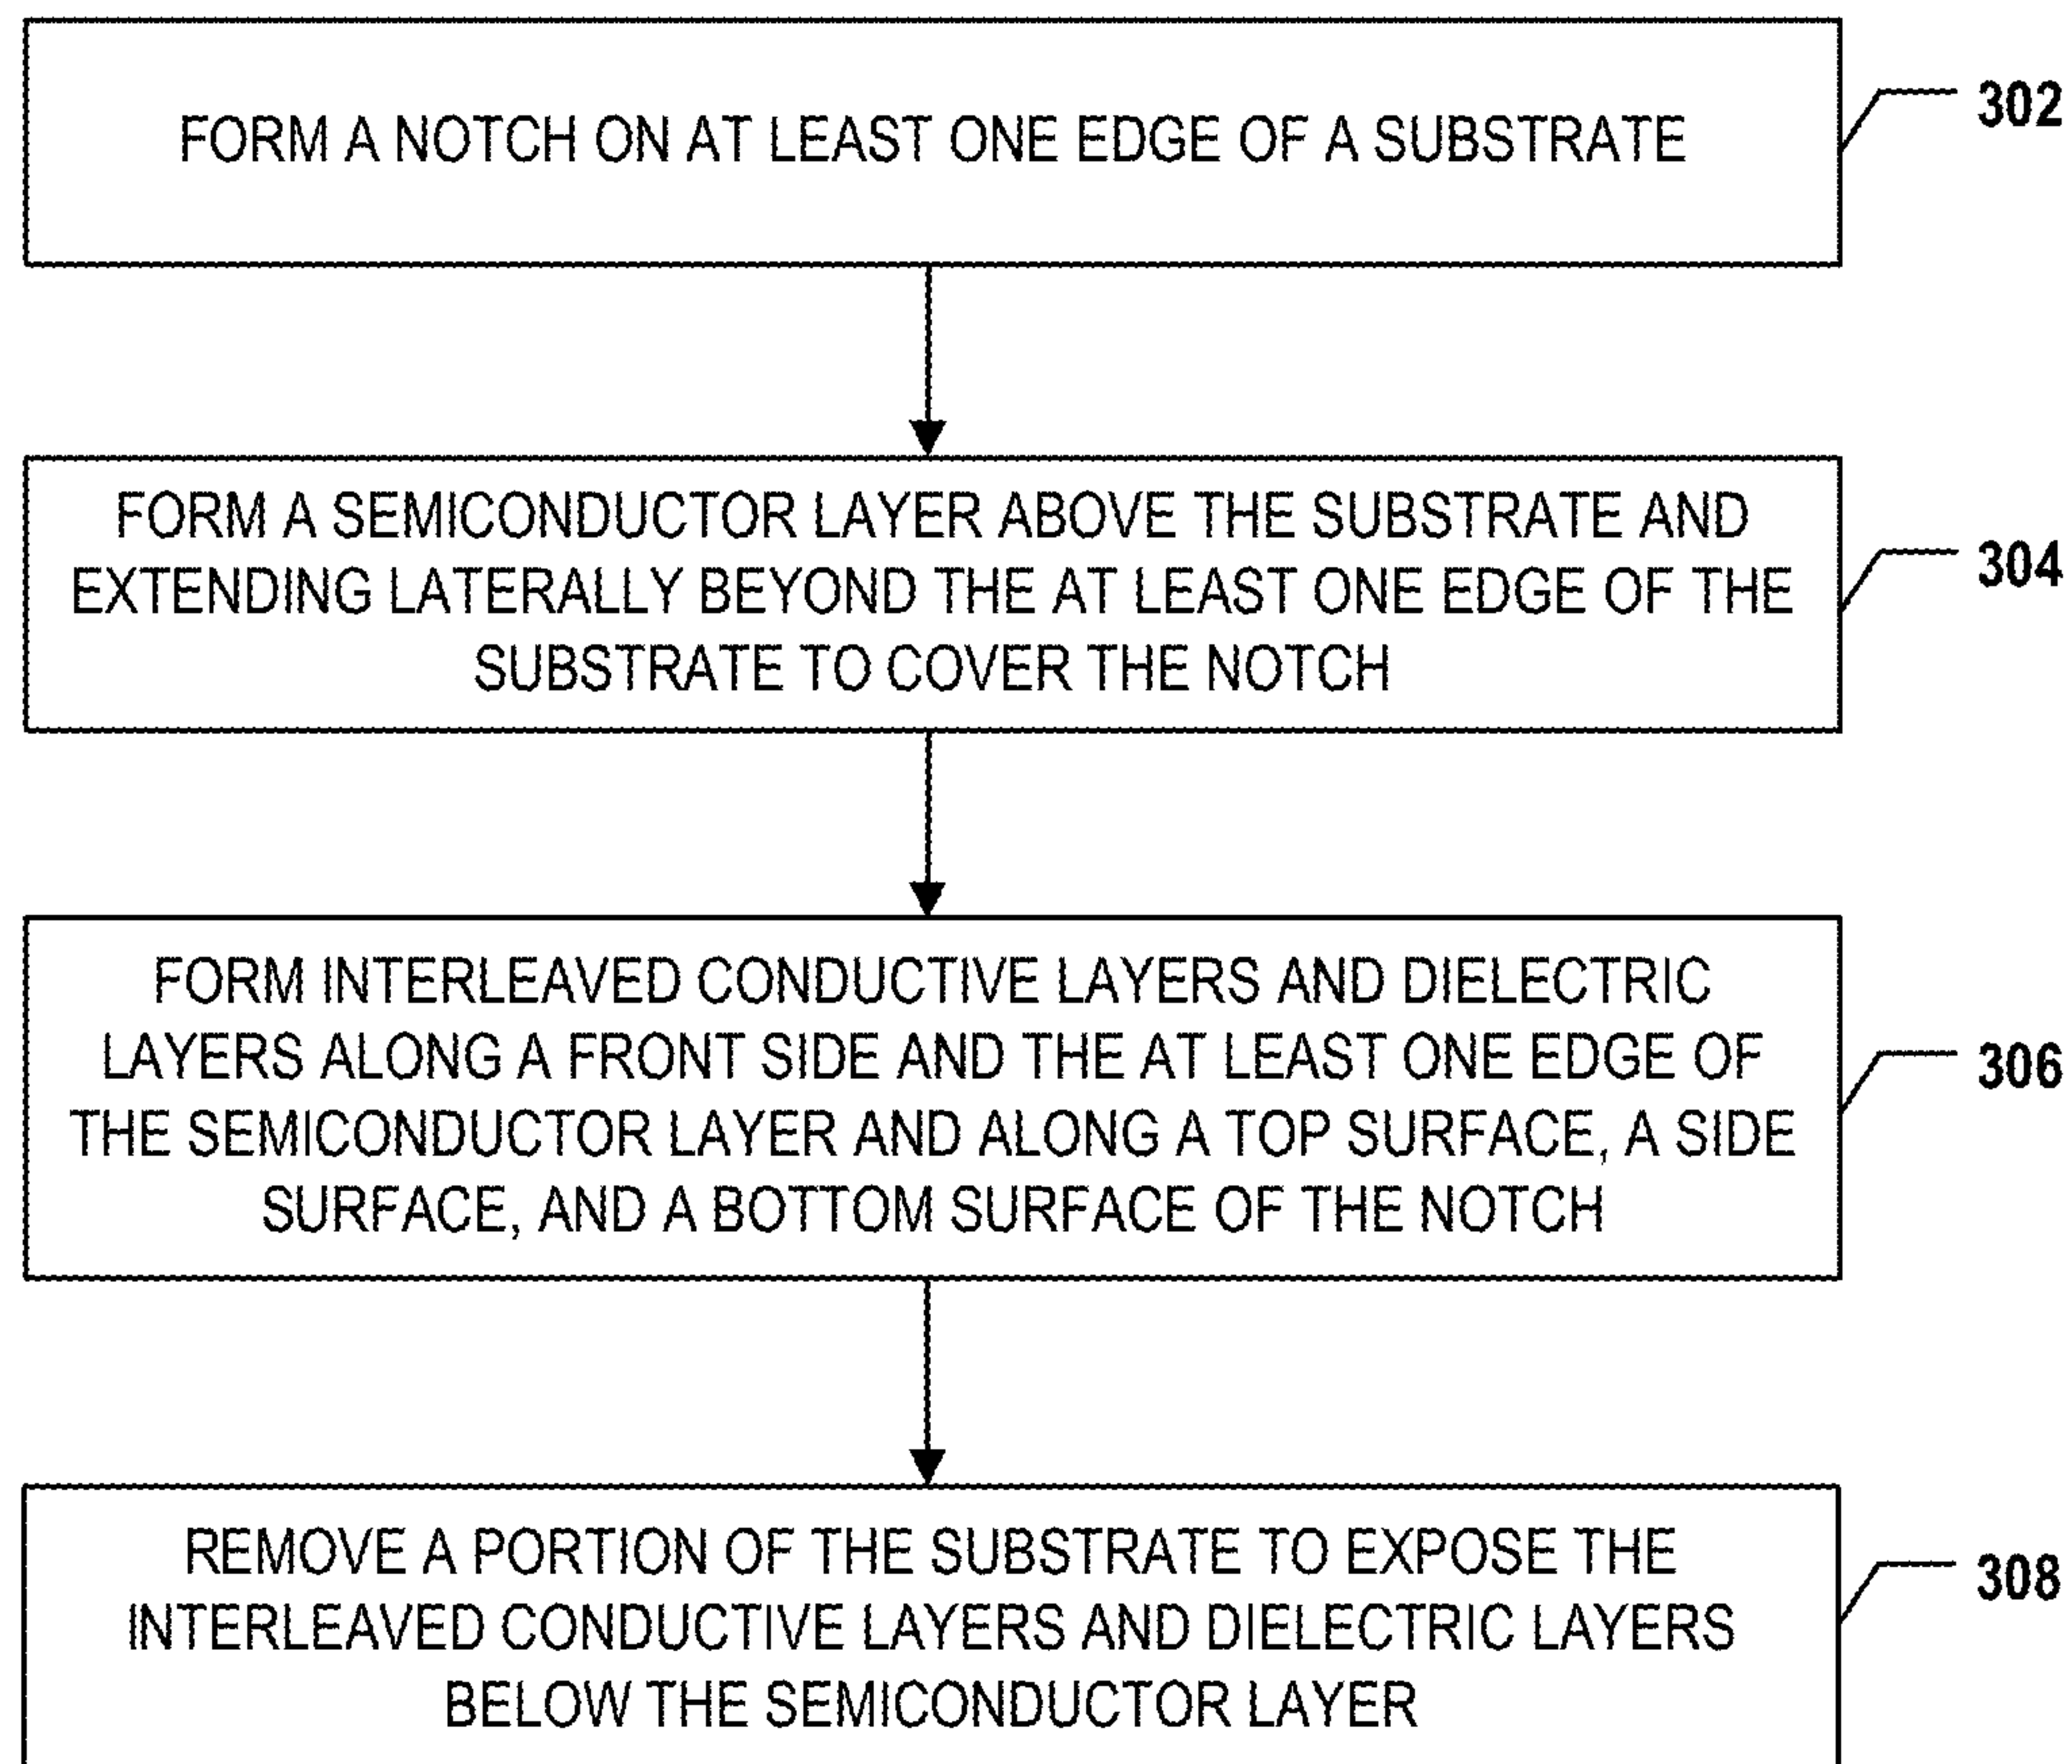 FORM A NOTCH ON AT LEAST ONE EDGE OF A SUBSTRATE
302
FORM A SEMICONDUCTOR LAYER ABOVE THE SUBSTRATE AND
EXTENDING LATERALLY BEYOND THE AT LEAST ONE EDGE OF THE
SUBSTRATE TO COVER THE NOTCH
304
FORM INTERLEAVED CONDUCTIVE LAYERS AND DIELECTRIC
LAYERS ALONG A FRONT SIDE AND THE AT LEAST ONE EDGE OF
THE SEMICONDUCTOR LAYER AND ALONG A TOP SURFACE, A SIDE
SURFACE, AND A BOTTOM SURFACE OF THE NOTCH
306
REMOVE A PORTION OF THE SUBSTRATE TO EXPOSE THE
INTERLEAVED CONDUCTIVE LAYERS AND DIELECTRIC LAYERS
BELOW THE SEMICONDUCTOR LAYER
308